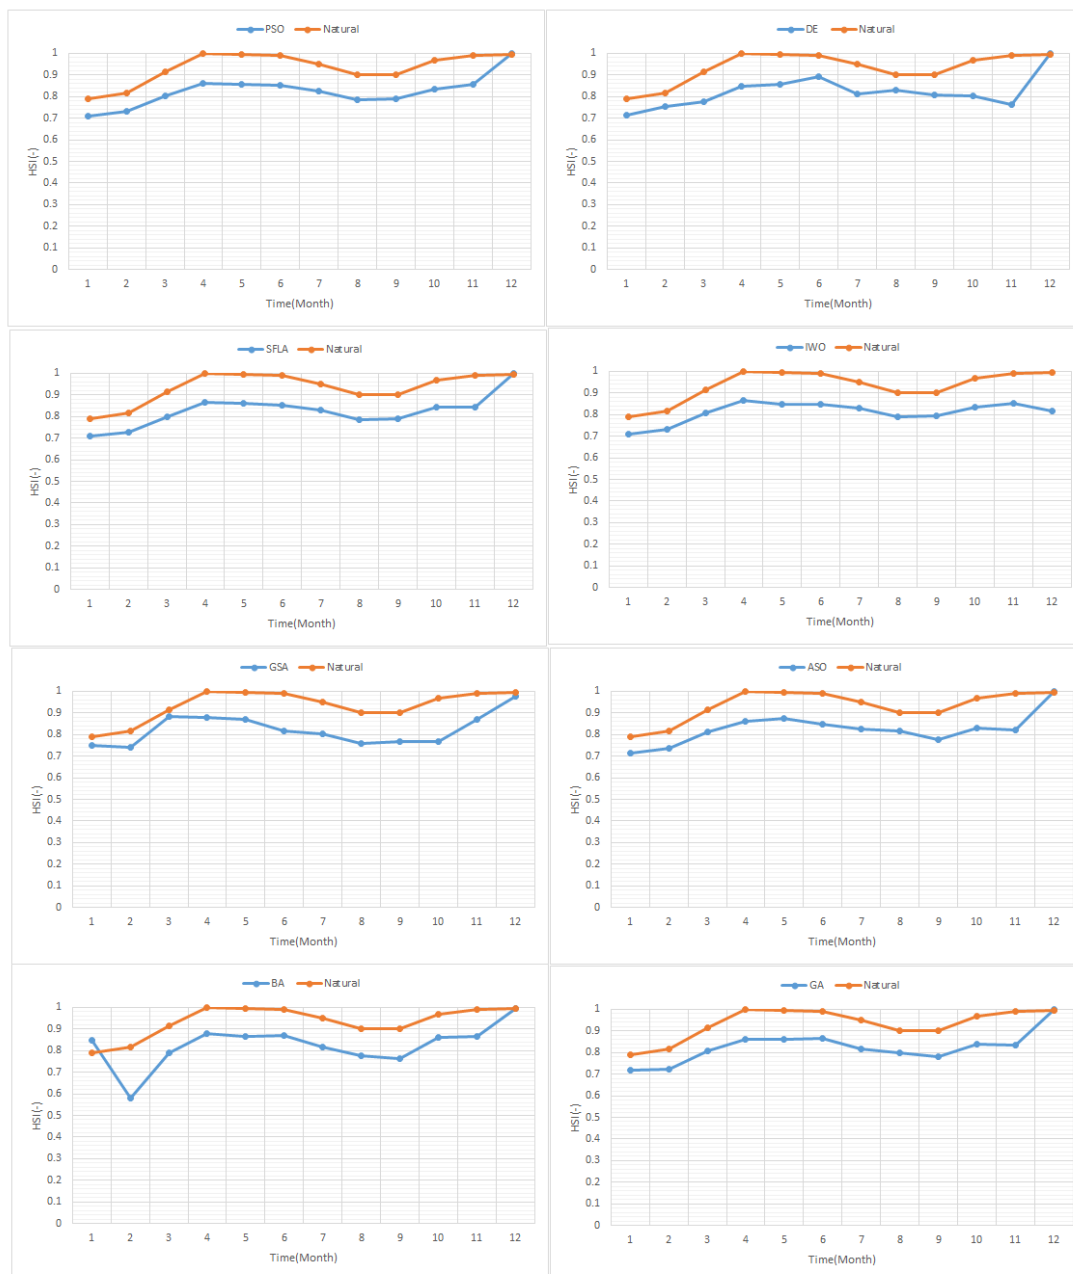 PSO Natural
1
0.9
0.8
0.7
0.6
0.5
0.4
0.3
0.2
0.1
0
HSI(-)
1 2 3 4 5 6 7 8 9 10 11 12
Time(Month)
DE Natural
1
0.9
0.8
0.7
0.6
0.5
0.4
0.3
0.2
0.1
0
HSI(-)
1 2 3 4 5 6 7 8 9 10 11 12
Time(Month)
SFLA Natural
1
0.9
0.8
0.7
0.6
0.5
0.4
0.3
0.2
0.1
0
HSI(-)
1 2 3 4 5 6 7 8 9 10 11 12
Time(Month)
IWO Natural
1
0.9
0.8
0.7
0.6
0.5
0.4
0.3
0.2
0.1
0
HSI(-)
1 2 3 4 5 6 7 8 9 10 11 12
Time(Month)
GSA Natural
1
0.9
0.8
0.7
0.6
0.5
0.4
0.3
0.2
0.1
0
HSI(-)
1 2 3 4 5 6 7 8 9 10 11 12
Time(Month)
ASO Natural
1
0.9
0.8
0.7
0.6
0.5
0.4
0.3
0.2
0.1
0
HSI(-)
1 2 3 4 5 6 7 8 9 10 11 12
Time(Month)
BA Natural
1
0.9
0.8
0.7
0.6
0.5
0.4
0.3
0.2
0.1
0
HSI(-)
1 2 3 4 5 6 7 8 9 10 11 12
Time(Month)
GA Natural
1
0.9
0.8
0.7
0.6
0.5
0.4
0.3
0.2
0.1
0
HSI(-)
1 2 3 4 5 6 7 8 9 10 11 12
Time(Month)